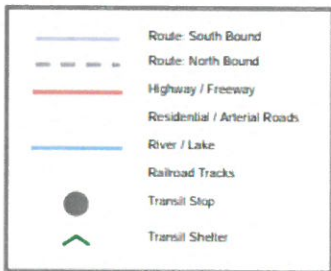 Route: South Bound
Route: North Bound
Highway / Freeway
Residential / Arterial Roads
River / Lake
Railroad Tracks
Transit Stop
Transit Shelter